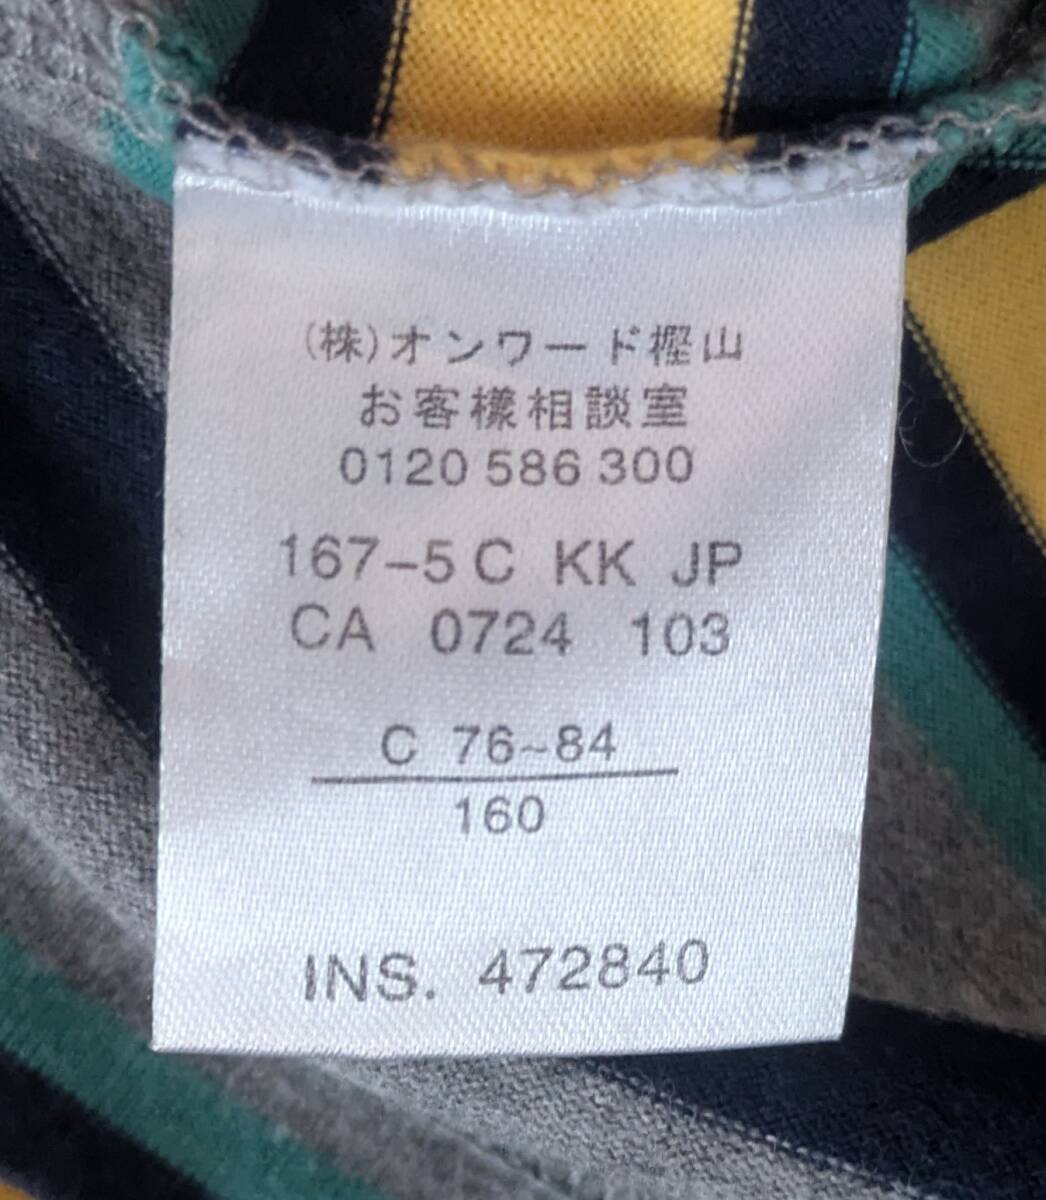 (株)オンワード樫山
お客様相談室
0120 586 300
167-5C KK JP
CA 0724 103
C 76~84
160
INS. 472840